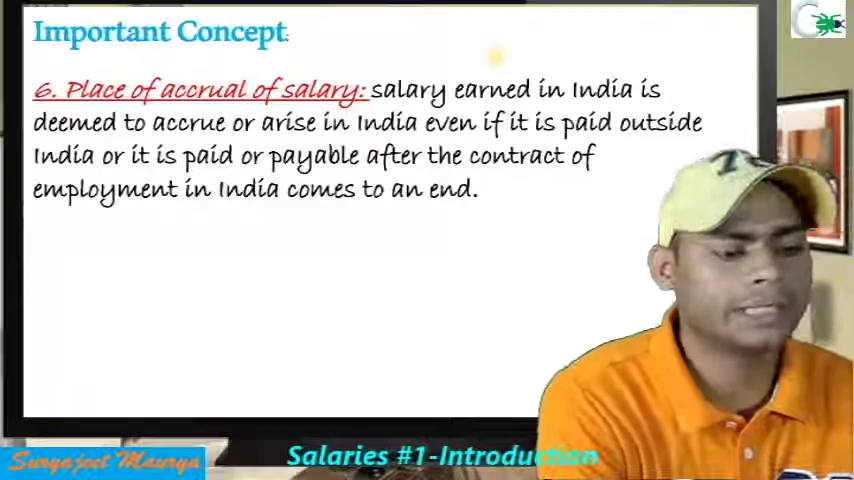 Important Concept:
6. Place of accrual of salary: salary earned in India is
deemed to accrue or arise in India even if it is paid outside
India or it is paid or payable after the contract of
employment in India comes to an end.
Salaries #1-Introduction
Suryajeet Maurya